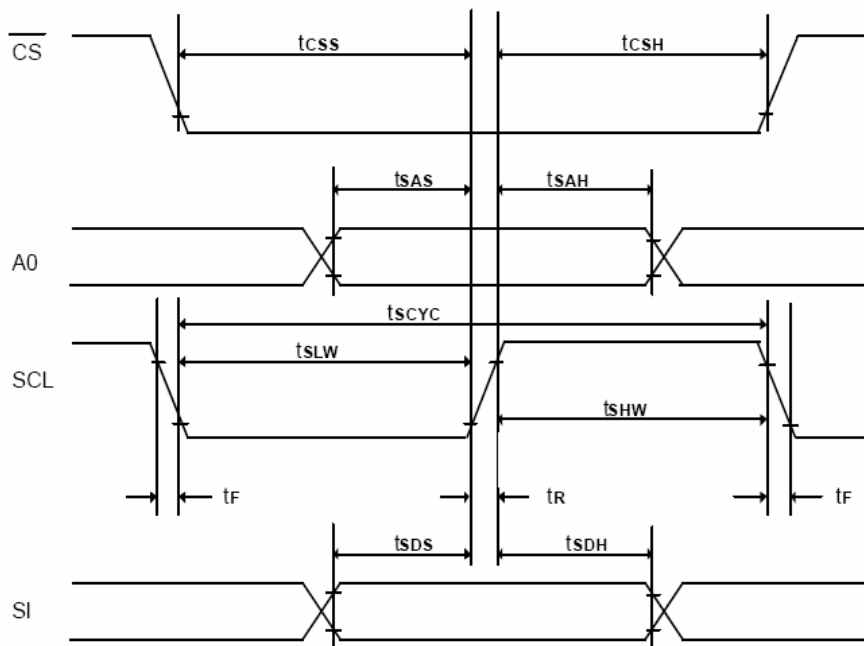 CS
tCSS
tCSH
tSAS
tSAH
A0
tSCYC
tSLW
SCL
tSHW
tF
tR
tF
tSDS
tSDH
SI